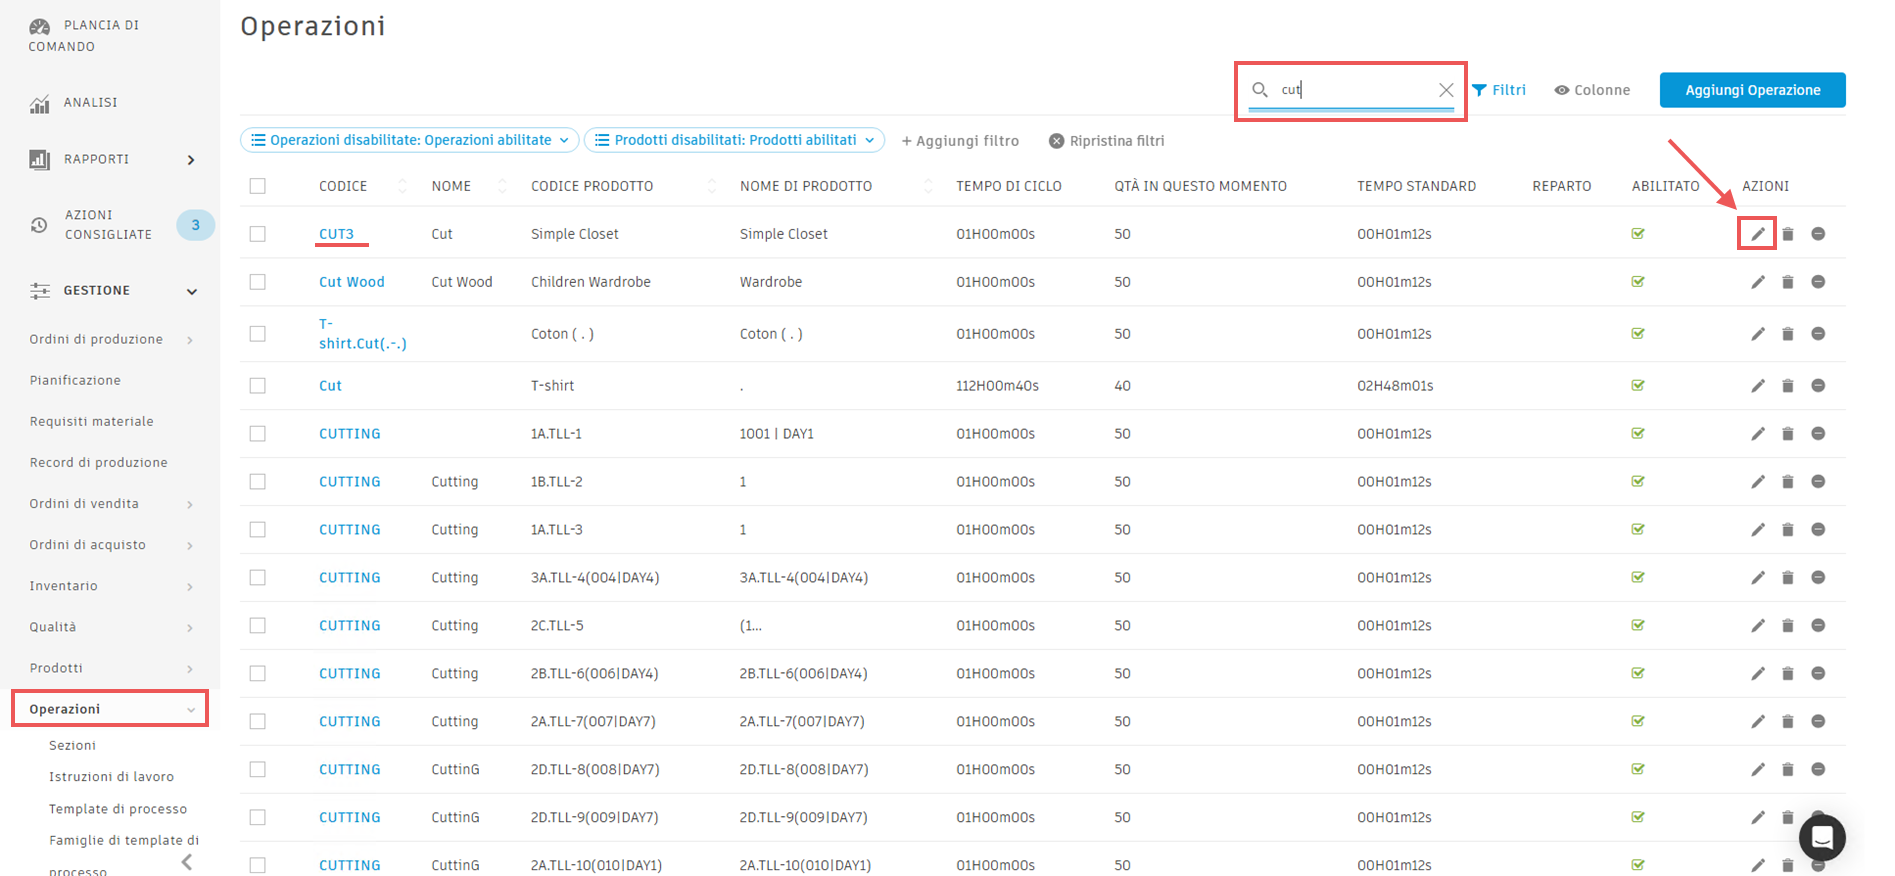 PLANCIA DI
COMANDO
ANALISI
RAPPORTI
AZIONI
CONSIGLIATE
3
GESTIONE
Ordini di produzione
Pianificazione
Requisiti materiale
Record di produzione
Ordini di vendita
Ordini di acquisto
Inventario
Qualità
Prodotti
Operazioni
Sezioni
Istruzioni di lavoro
Template di processo
Famiglie di template di
processo
Operazioni
cut
Filtri
Colonne
Aggiungi Operazione
Operazioni disabilitate: Operazioni abilitate
Prodotti disabilitati: Prodotti abilitati
+ Aggiungi filtro
Ripristina filtri
CODICE NOME CODICE PRODOTTO NOME DI PRODOTTO TEMPO DI CICLO QTÀ IN QUESTO MOMENTO TEMPO STANDARD REPARTO ABILITATO AZIONI
CUT3 Cut Simple Closet Simple Closet 01H00m00s 50 00H01m12s
Cut Wood Cut Wood Children Wardrobe Wardrobe 01H00m00s 50 00H01m12s
T-
shirt.Cut(.-.) Coton ( . ) Coton ( . ) 01H00m00s 50 00H01m12s
Cut T-shirt . 112H00m40s 40 02H48m01s
CUTTING 1A.TLL-1 1001 | DAY1 01H00m00s 50 00H01m12s
CUTTING Cutting 1B.TLL-2 1 01H00m00s 50 00H01m12s
CUTTING Cutting 1A.TLL-3 1 01H00m00s 50 00H01m12s
CUTTING Cutting 3A.TLL-4(004|DAY4) 3A.TLL-4(004|DAY4) 01H00m00s 50 00H01m12s
CUTTING Cutting 2C.TLL-5 (1... 01H00m00s 50 00H01m12s
CUTTING Cutting 2B.TLL-6(006|DAY4) 2B.TLL-6(006|DAY4) 01H00m00s 50 00H01m12s
CUTTING Cutting 2A.TLL-7(007|DAY7) 2A.TLL-7(007|DAY7) 01H00m00s 50 00H01m12s
CUTTING CuttinG 2D.TLL-8(008|DAY7) 2D.TLL-8(008|DAY7) 01H00m00s 50 00H01m12s
CUTTING CuttinG 2D.TLL-9(009|DAY7) 2D.TLL-9(009|DAY7) 01H00m00s 50 00H01m12s
CUTTING CuttinG 2A.TLL-10(010|DAY1) 2A.TLL-10(010|DAY1) 01H00m00s 50 00H01m12s